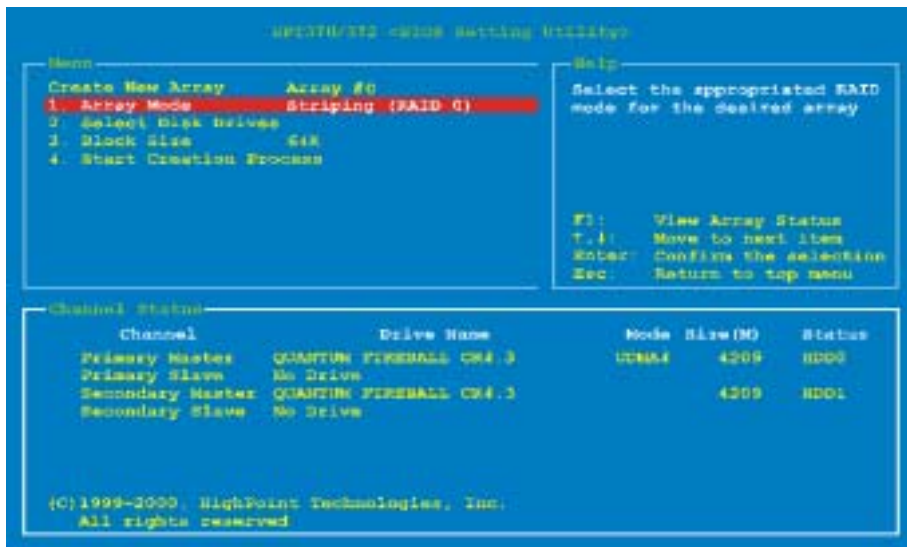 <BIOS Setting Utility>
Menu
Help
Create New Array Array #0
1. Array Mode Striping (RAID 0)
2. Select Disk Drives
3. Block Size 64K
4. Start Creation Process
Select the appropriated RAID
mode for the desired array
F1: View Array Status
↑,↓: Move to next item
Enter: Confirm the selection
Esc: Return to top menu
Channel Status
Channel Drive Name Mode Size(M) Status
Primary Master QUANTUM FIREBALL CR4.3 UDMA4 4209 HDD0
Primary Slave No Drive
Secondary Master QUANTUM FIREBALL CR4.3 4209 HDD1
Secondary Slave No Drive
(C)1999-2000. HighPoint Technologies, Inc.
All rights reserved